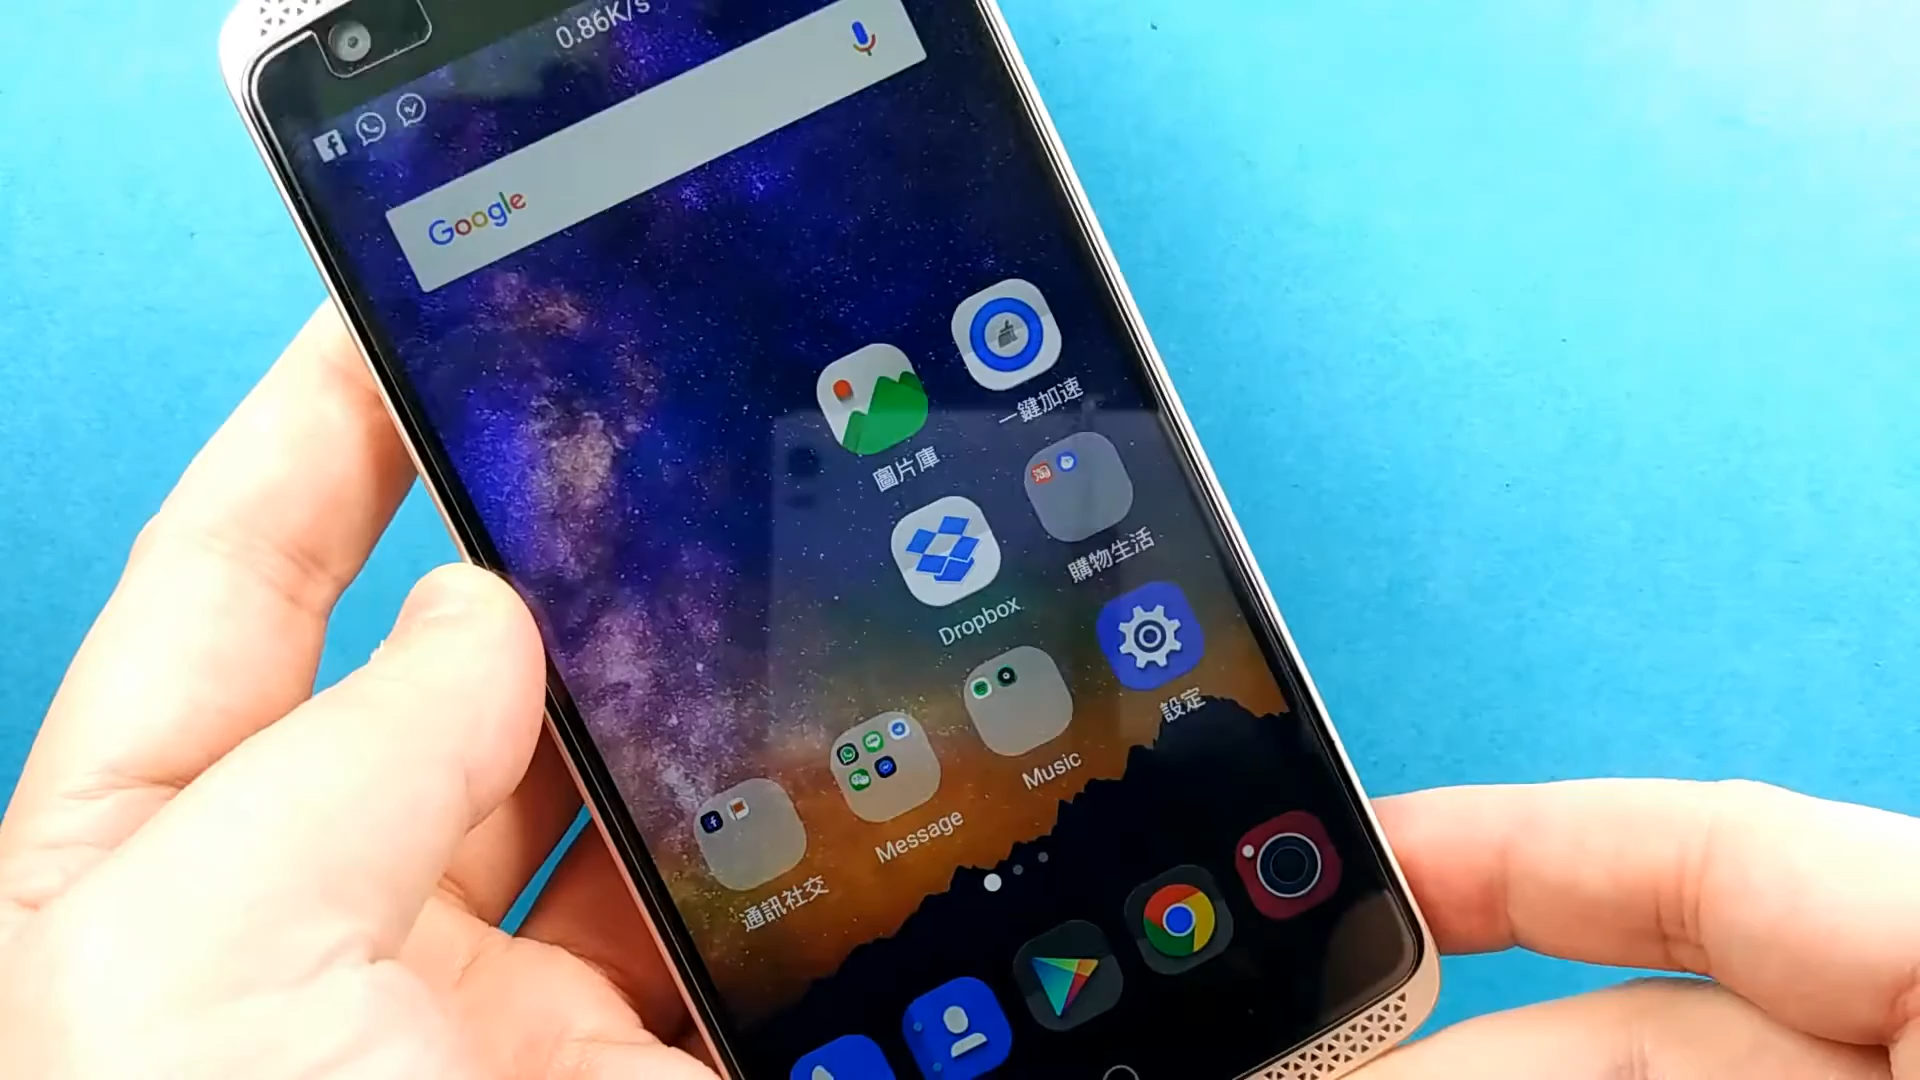 0.86K/s
Google
一鍵加速
圖片庫
購物生活
Dropbox
設定
Music
Message
通訊社交